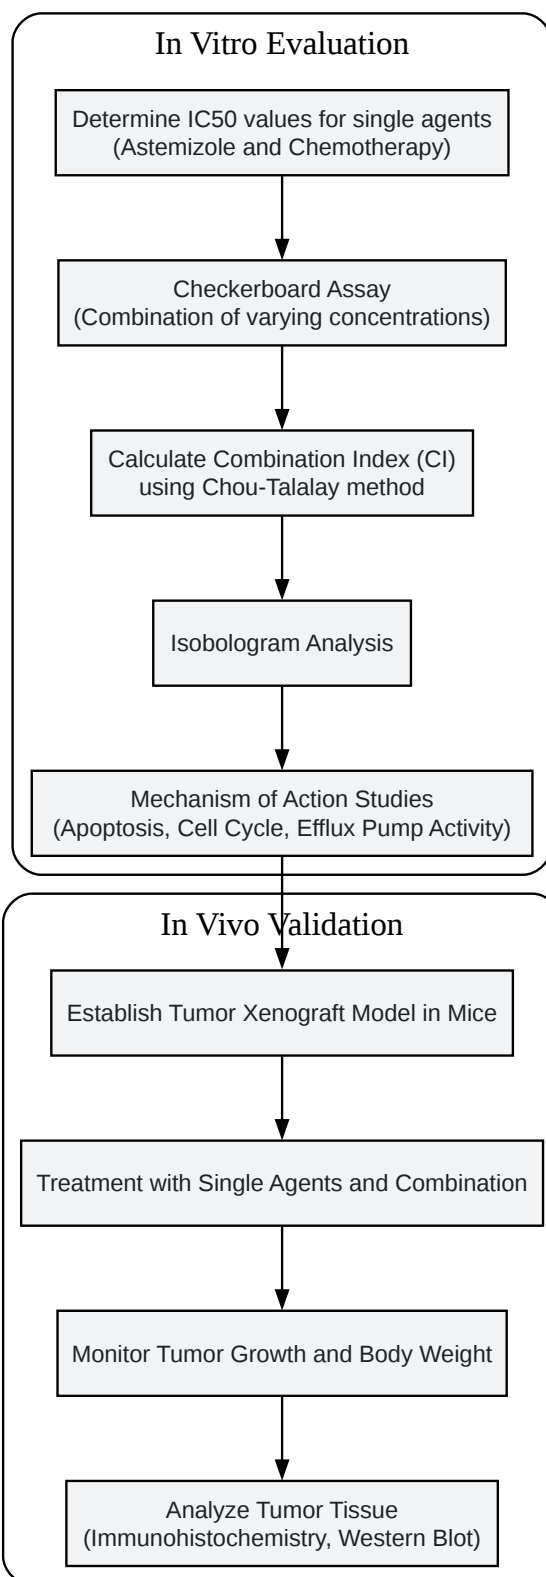 In Vitro Evaluation
Determine IC50 values for single agents
(Astemizole and Chemotherapy)
Checkerboard Assay
(Combination of varying concentrations)
Calculate Combination Index (CI)
using Chou-Talalay method
Isobologram Analysis
Mechanism of Action Studies
(Apoptosis, Cell Cycle, Efflux Pump Activity)
In Vivo Validation
Establish Tumor Xenograft Model in Mice
Treatment with Single Agents and Combination
Monitor Tumor Growth and Body Weight
Analyze Tumor Tissue
(Immunohistochemistry, Western Blot)